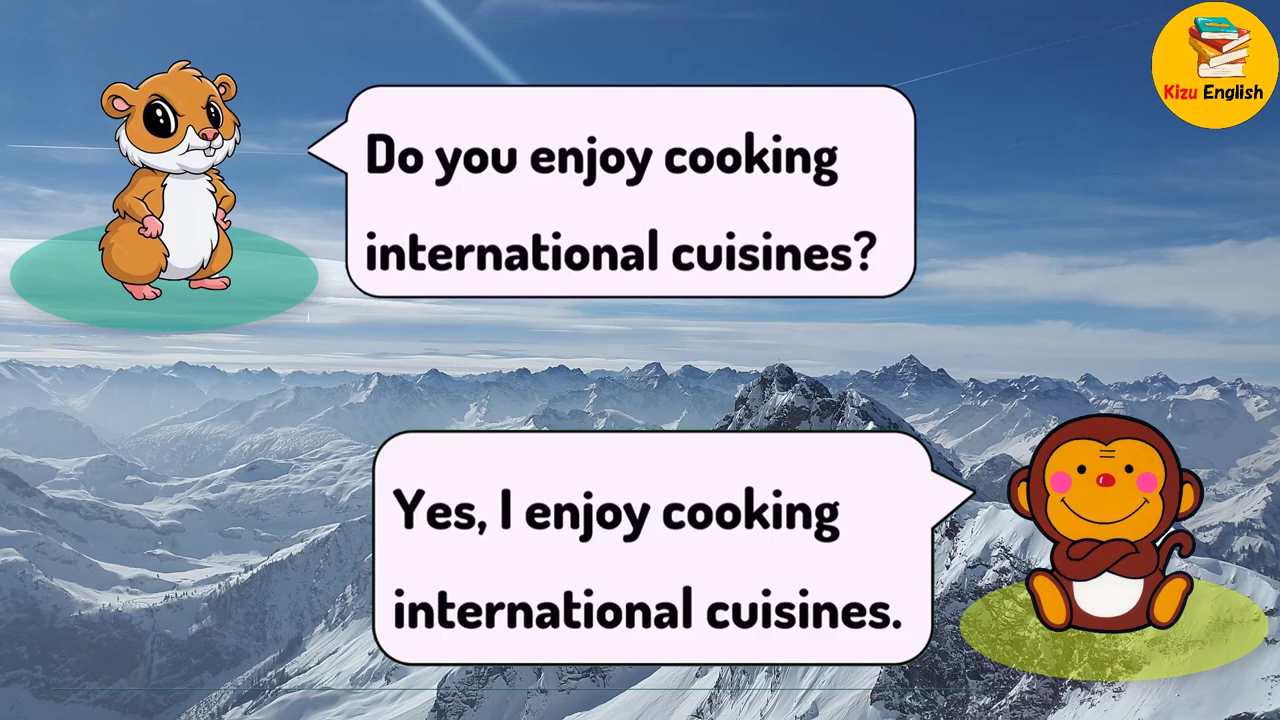 Kizu English
Do you enjoy cooking
international cuisines?
Yes, I enjoy cooking
international cuisines.